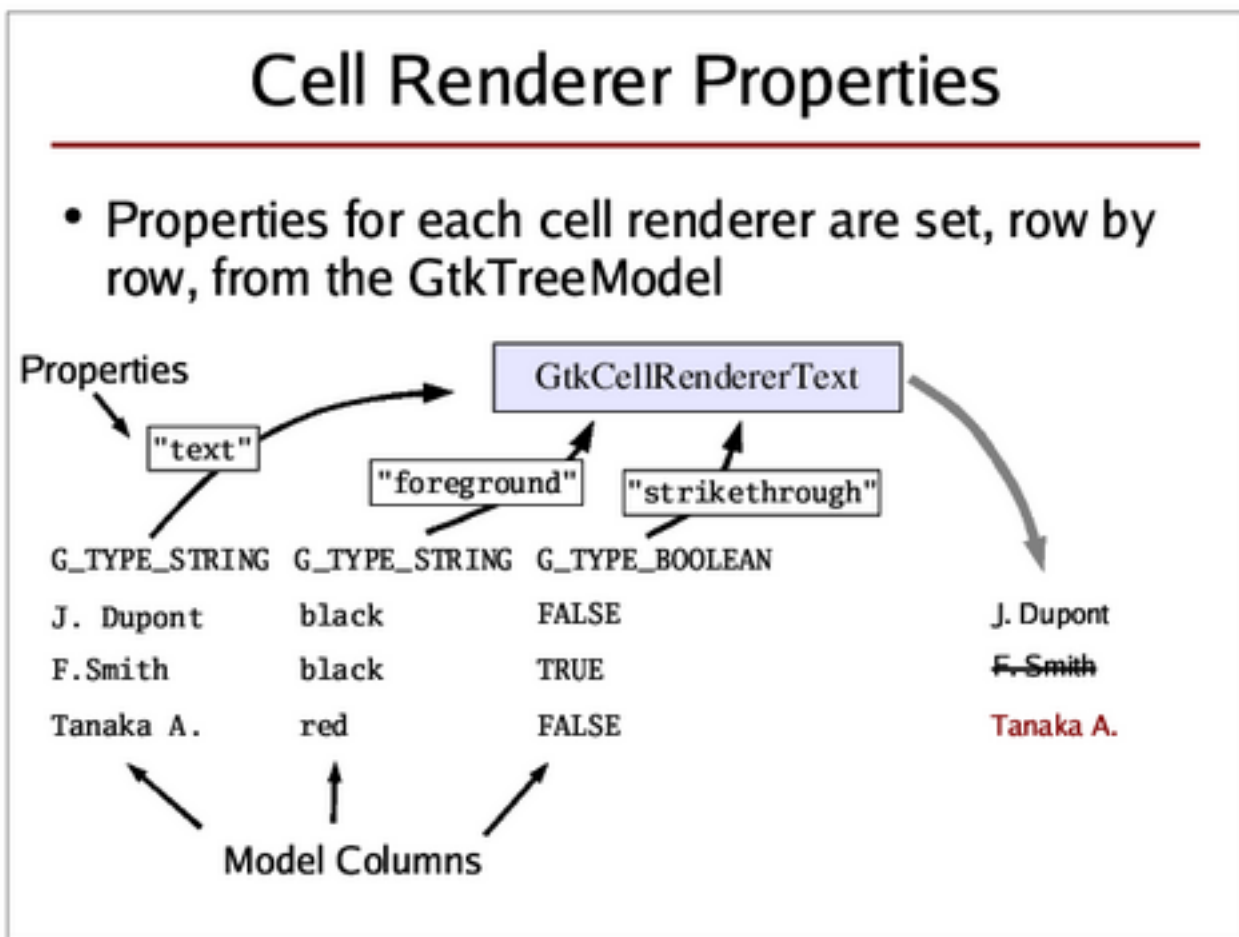 Cell Renderer Properties
• Properties for each cell renderer are set, row by
row, from the GtkTreeModel
Properties
GtkCellRendererText
"text"
"foreground"
"strikethrough"
G_TYPE_STRING G_TYPE_STRING G_TYPE_BOOLEAN
J. Dupont black FALSE J. Dupont
F.Smith black TRUE F. Smith
Tanaka A. red FALSE Tanaka A.
Model Columns